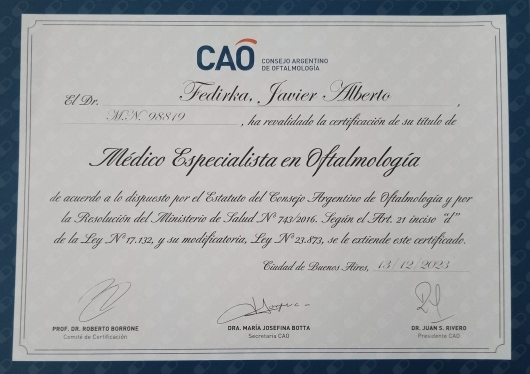 CAO CONSEJO ARGENTINO
DE OFTALMOLOGÍA
El Dr. Fedirka, Javier Alberto,
M.N. 98819, ha revalidado la certificación de su título de
Médico Especialista en Oftalmología
de acuerdo a lo dispuesto por el Estatuto del Consejo Argentino de Oftalmología y por
la Resolución del Ministerio de Salud Nº 743/2016. Según el Art. 21 inciso "d"
de la Ley Nº 17.132, y su modificatoria, Ley Nº 23.873, se le extiende este certificado.
Ciudad de Buenos Aires, 13/12/2023
PROF. DR. ROBERTO BORRONE
Comité de Certificación
DRA. MARÍA JOSEFINA BOTTA
Secretaria CAO
DR. JUAN S. RIVERO
Presidente CAO